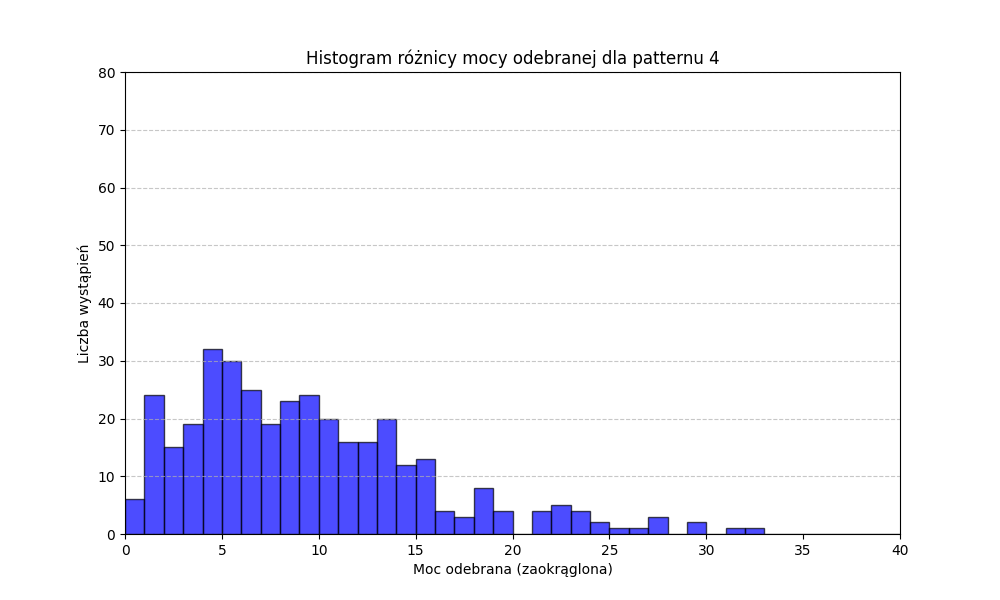 Histogram różnicy mocy odebranej dla patternu 4
80
70
60
50
40
30
20
10
0
Liczba wystąpień
0 5 10 15 20 25 30 35 40
Moc odebrana (zaokrąglona)